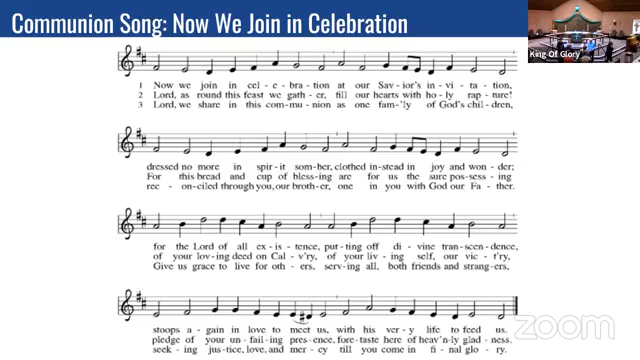 Communion Song: Now We Join in Celebration
King Of Glory
1 Now we join in cel - e - bra - tion at our Sav - ior's in - vi - ta - tion,
2 Lord, as round this feast we gath - er, fill our hearts with ho - ly rap - ture!
3 Lord, we share in this com - mu - nion as one fam - 'ly of God's chil - dren,
dressed no more in spir - it som - ber, clothed in - stead in joy and won - der;
For this bread and cup of bless - ing are for us the sure pos - sess - ing
rec - on - ciled through you, our broth - er, one in you with God our Fa - ther.
for the Lord of all ex - is - tence, put - ting off di - vine tran - scen - dence,
of your lov - ing deed on Cal - v'ry, of your liv - ing self, our vic - t'ry,
Give us grace to live for oth - ers, serv - ing all, both friends and strang - ers,
stoops a - gain in love to meet us, with his ver - y life to feed us.
pledge of your un - fail - ing pres - ence, fore - taste here of heav'n - ly glad - ness.
seek - ing jus - tice, love, and mer - cy till you come in fi - nal glo - ry.
zoom